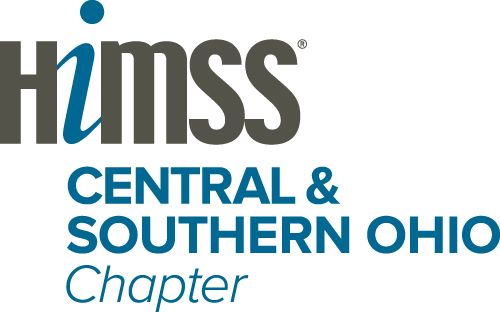 HiMSS®
CENTRAL &
SOUTHERN OHIO
Chapter